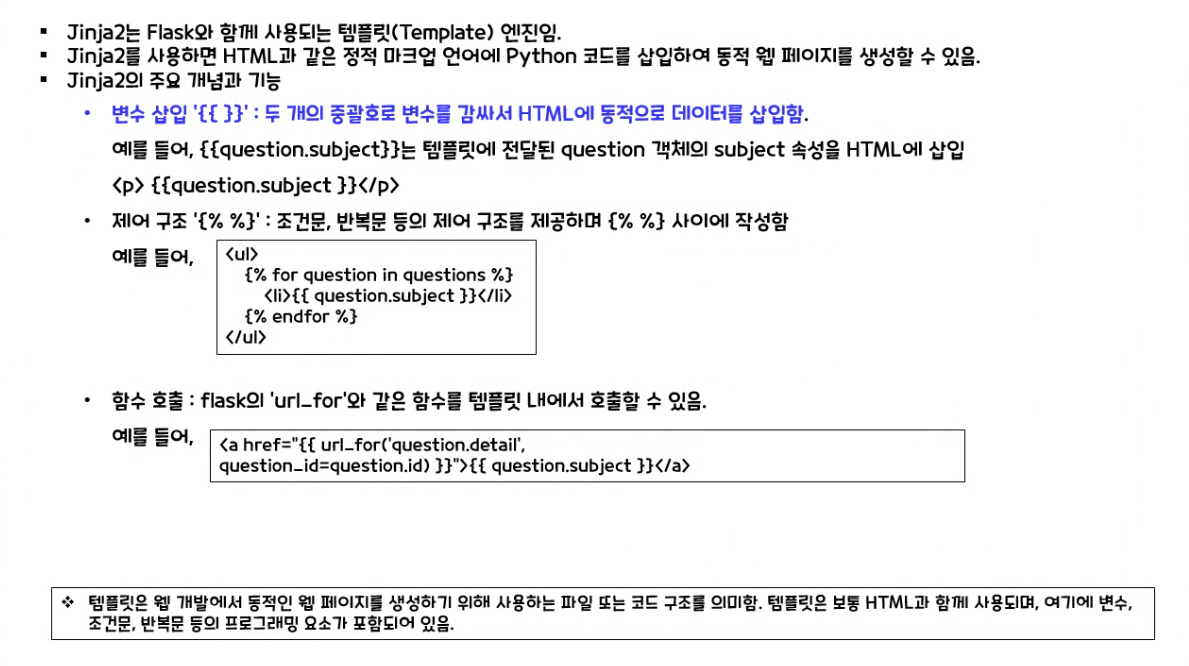 ▪ Jinja2는 Flask와 함께 사용되는 템플릿(Template) 엔진임.
▪ Jinja2를 사용하면 HTML과 같은 정적 마크업 언어에 Python 코드를 삽입하여 동적 웹 페이지를 생성할 수 있음.
▪ Jinja2의 주요 개념과 기능
• 변수 삽입 '{{ }}' : 두 개의 중괄호로 변수를 감싸서 HTML에 동적으로 데이터를 삽입함.
예를 들어, {{question.subject}}는 템플릿에 전달된 question 객체의 subject 속성을 HTML에 삽입
<p> {{question.subject }}</p>
• 제어 구조 '{% %}' : 조건문, 반복문 등의 제어 구조를 제공하며 {% %} 사이에 작성함
예를 들어,
<ul>
{% for question in questions %}
<li>{{ question.subject }}</li>
{% endfor %}
</ul>
• 함수 호출 : flask의 'url_for'와 같은 함수를 템플릿 내에서 호출할 수 있음.
예를 들어,
<a href="{{ url_for('question.detail',
question_id=question.id) }}">{{ question.subject }}</a>
❖ 템플릿은 웹 개발에서 동적인 웹 페이지를 생성하기 위해 사용하는 파일 또는 코드 구조를 의미함. 템플릿은 보통 HTML과 함께 사용되며, 여기에 변수,
조건문, 반복문 등의 프로그래밍 요소가 포함되어 있음.